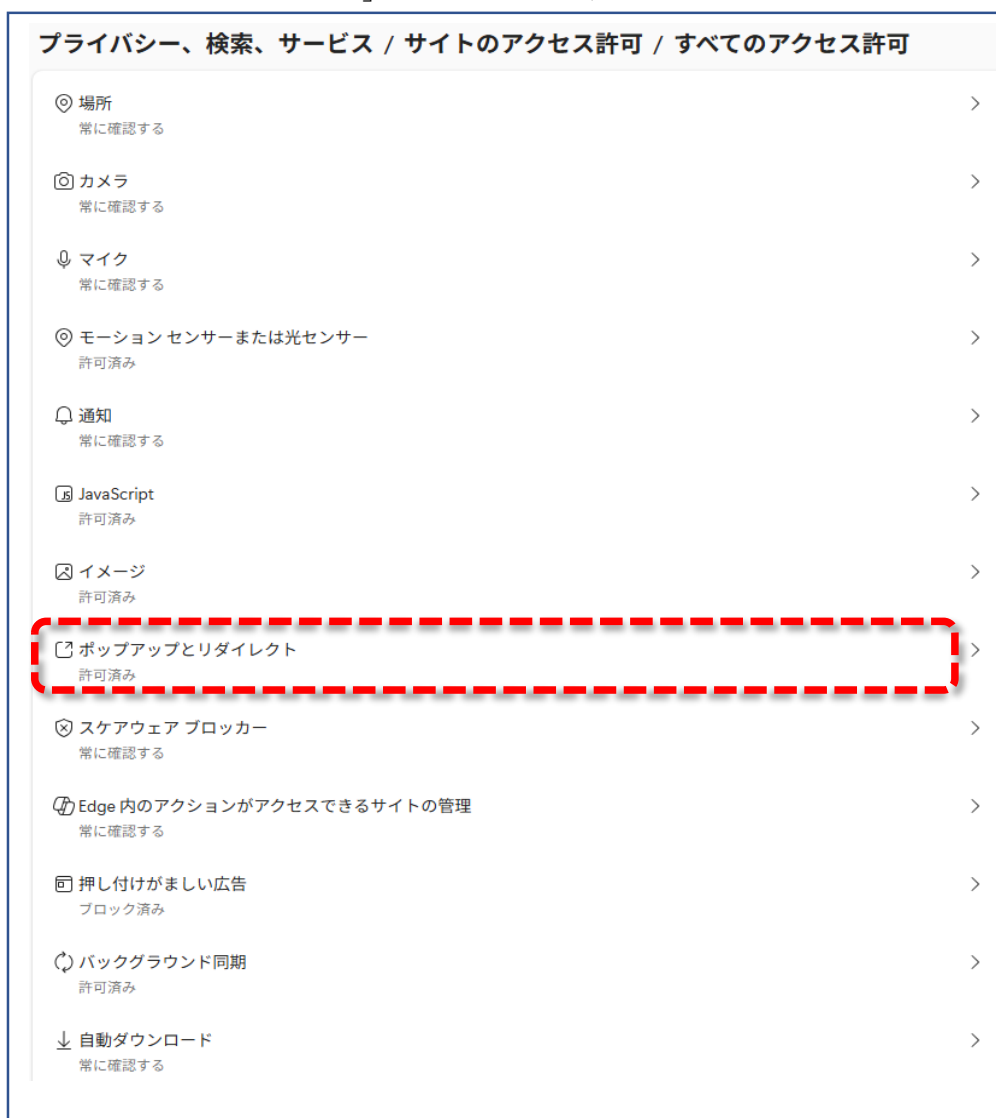 プライバシー、検索、サービス / サイトのアクセス許可 / すべてのアクセス許可
場所
常に確認する
カメラ
常に確認する
マイク
常に確認する
モーション センサーまたは光センサー
許可済み
通知
常に確認する
JavaScript
許可済み
イメージ
許可済み
ポップアップとリダイレクト
許可済み
スケアウェア ブロッカー
常に確認する
Edge 内のアクションがアクセスできるサイトの管理
常に確認する
押し付けがましい広告
ブロック済み
バックグラウンド同期
許可済み
自動ダウンロード
常に確認する